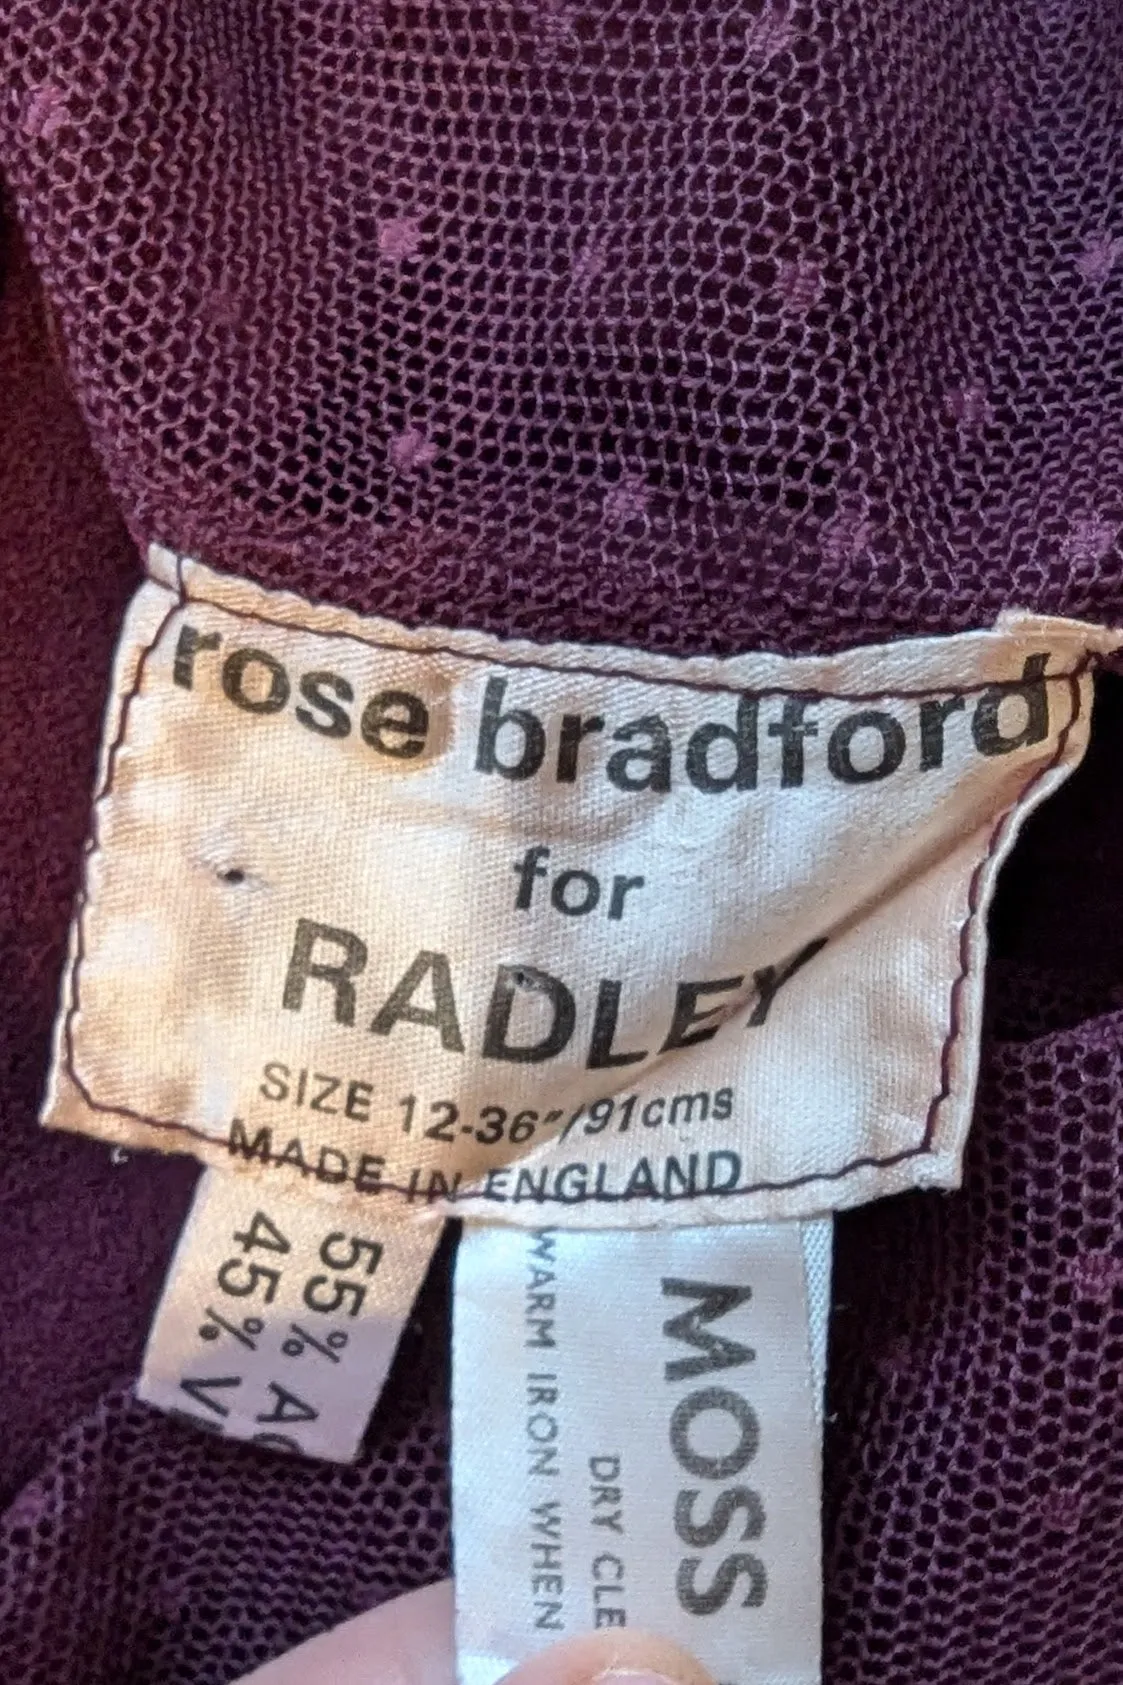 rose bradford
for
RADLEY
SIZE 12-36"/91cms
MADE IN ENGLAND
55% A
45% V
MOSS
DRY CLE
WARM IRON WHEN